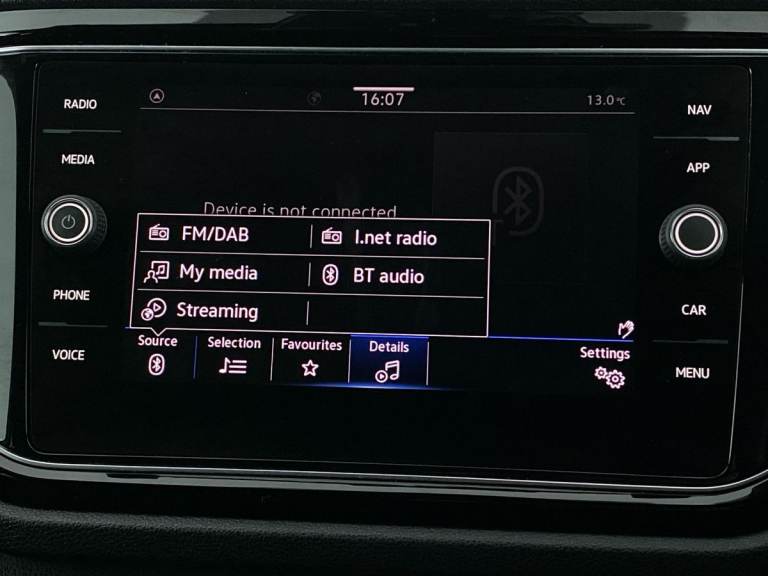 RADIO
16:07
13.0°C
NAV
MEDIA
APP
Device is not connected
FM/DAB
I.net radio
My media
BT audio
Streaming
PHONE
CAR
VOICE
Source
Selection
Favourites
Details
Settings
MENU